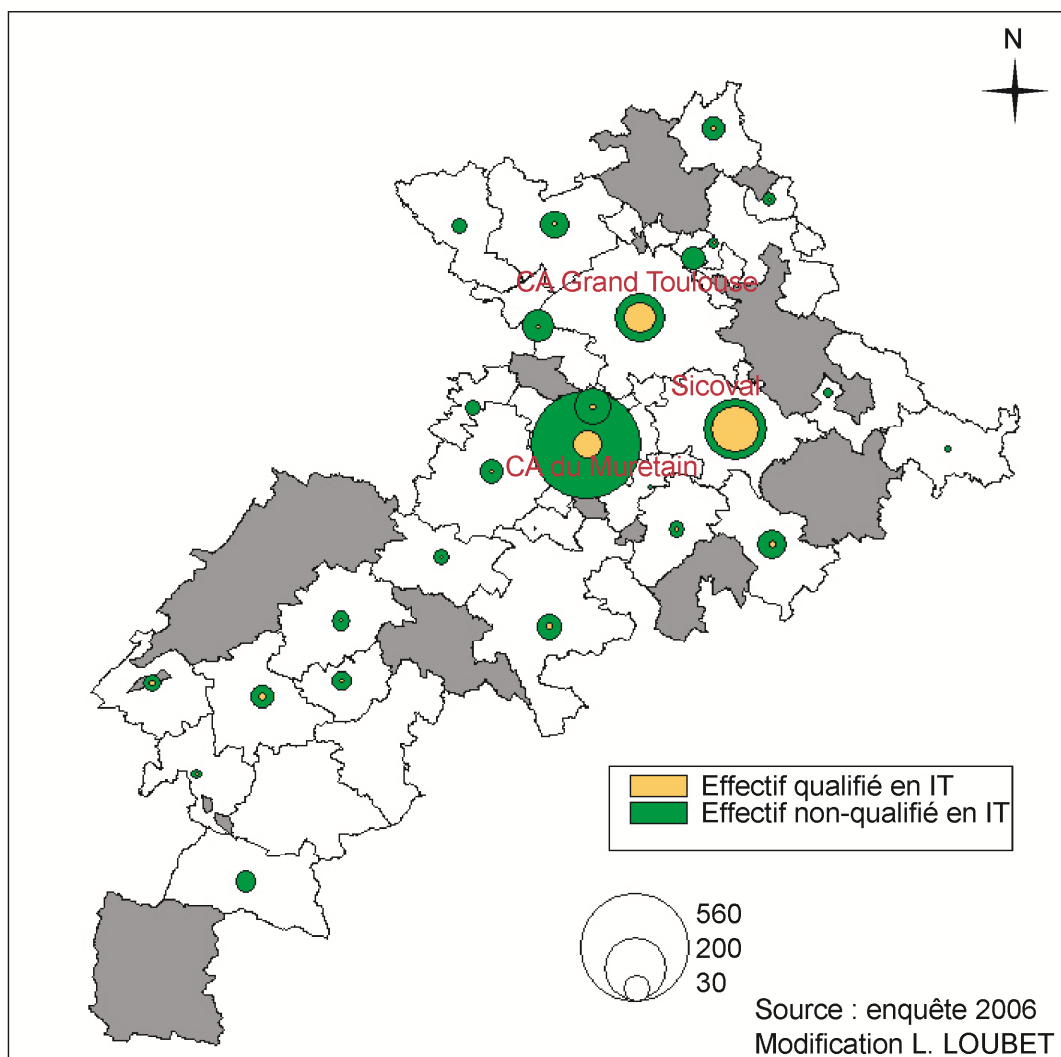 N
CA Grand Toulouse
Sicoval
CA du Muretain
Effectif qualifié en IT
Effectif non-qualifié en IT
560
200
30
Source : enquête 2006
Modification L. LOUBET